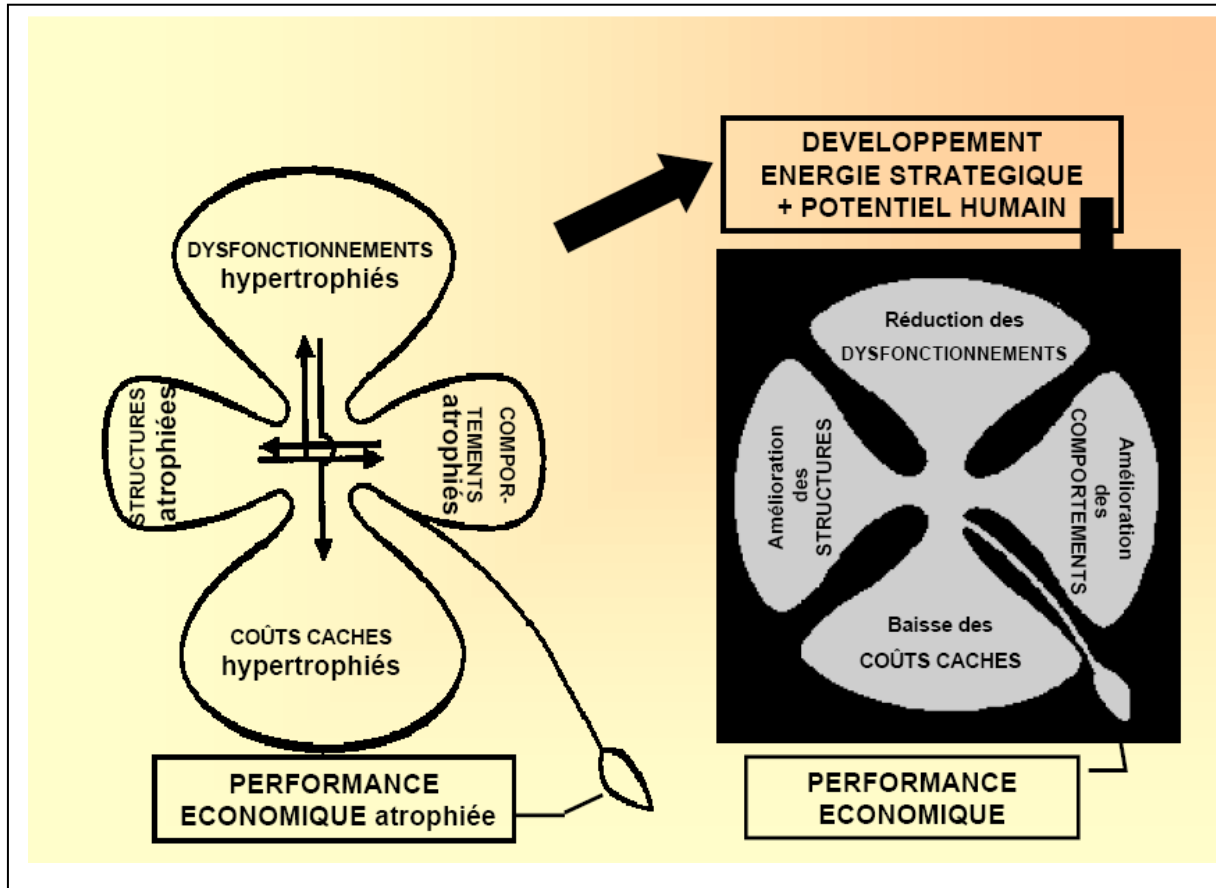 DYSFONCTIONNEMENTS
hypertrophiés
STRUCTURES
atrophiées
COMPOR-
TEMENTS
atrophiés
COÛTS CACHES
hypertrophiés
PERFORMANCE
ECONOMIQUE atrophiée
DEVELOPPEMENT
ENERGIE STRATEGIQUE
+ POTENTIEL HUMAIN
Réduction des
DYSFONCTIONNEMENTS
Amélioration
des
STRUCTURES
Amélioration
des
COMPORTEMENTS
Baisse des
COÛTS CACHES
PERFORMANCE
ECONOMIQUE